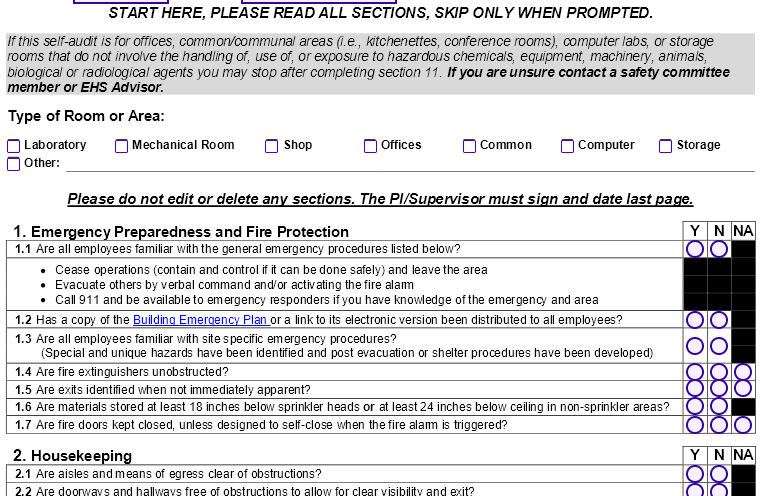 START HERE, PLEASE READ ALL SECTIONS, SKIP ONLY WHEN PROMPTED.
If this self-audit is for offices, common/communal areas (i.e., kitchenettes, conference rooms), computer labs, or storage
rooms that do not involve the handling of, use of, or exposure to hazardous chemicals, equipment, machinery, animals,
biological or radiological agents you may stop after completing section 11. If you are unsure contact a safety committee
member or EHS Advisor.
Type of Room or Area:
Laboratory Mechanical Room Shop Offices Common Computer Storage
Other:
Please do not edit or delete any sections. The PI/Supervisor must sign and date last page.
1. Emergency Preparedness and Fire Protection Y N NA
1.1 Are all employees familiar with the general emergency procedures listed below?
• Cease operations (contain and control if it can be done safely) and leave the area
• Evacuate others by verbal command and/or activating the fire alarm
• Call 911 and be available to emergency responders if you have knowledge of the emergency and area
1.2 Has a copy of the Building Emergency Plan or a link to its electronic version been distributed to all employees?
1.3 Are all employees familiar with site specific emergency procedures?
(Special and unique hazards have been identified and post evacuation or shelter procedures have been developed)
1.4 Are fire extinguishers unobstructed?
1.5 Are exits identified when not immediately apparent?
1.6 Are materials stored at least 18 inches below sprinkler heads or at least 24 inches below ceiling in non-sprinkler areas?
1.7 Are fire doors kept closed, unless designed to self-close when the fire alarm is triggered?
2. Housekeeping Y N NA
2.1 Are aisles and means of egress clear of obstructions?
2.2 Are doorways and hallways free of obstructions to allow for clear visibility and exit?